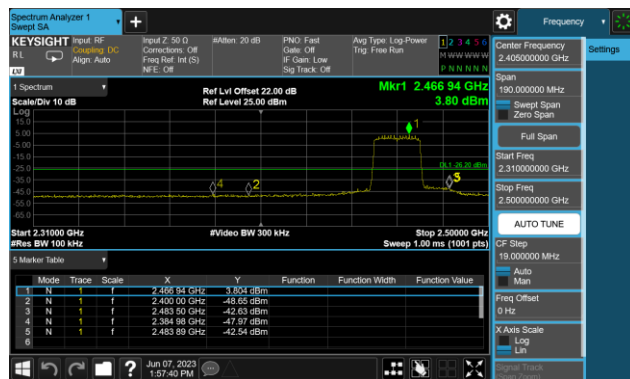 Spectrum Analyzer 1
Swept SA
Frequency
KEYSIGHT
RL
LXI
Input: RF
Coupling: DC
Align: Auto
Input Z: 50 Ω
Corrections: Off
Freq Ref: Int (S)
NFE: Off
#Atten: 20 dB
PNO: Fast
Gate: Off
IF Gain: Low
Sig Track: Off
Avg Type: Log-Power
Trig: Free Run
1 2 3 4 5 6
M W W W W W
P N N N N N
1 Spectrum
Scale/Div 10 dB
Ref Lvl Offset 22.00 dB
Ref Level 25.00 dBm
Mkr1 2.466 94 GHz
3.80 dBm
Log
15.0
5.00
-5.00
-15.0
-25.0
-35.0
-45.0
-55.0
-65.0
1
DL1 -26.20 dBm
4
2
Start 2.31000 GHz
#Res BW 100 kHz
#Video BW 300 kHz
Stop 2.50000 GHz
Sweep 1.00 ms (1001 pts)
5 Marker Table
Mode Trace Scale X Y Function Function Width Function Value
1 N 1 f 2.466 94 GHz 3.804 dBm
2 N 1 f 2.400 00 GHz -48.65 dBm
3 N 1 f 2.483 50 GHz -42.63 dBm
4 N 1 f 2.384 98 GHz -47.97 dBm
5 N 1 f 2.483 89 GHz -42.54 dBm
6
Jun 07, 2023
1:57:40 PM
Center Frequency
2.405000000 GHz
Settings
Span
190.000000 MHz
Swept Span
Zero Span
Full Span
Start Freq
2.310000000 GHz
Stop Freq
2.500000000 GHz
AUTO TUNE
CF Step
19.000000 MHz
Auto
Man
Freq Offset
0 Hz
X Axis Scale
Log
Lin
Signal Track
(Span Zoom)